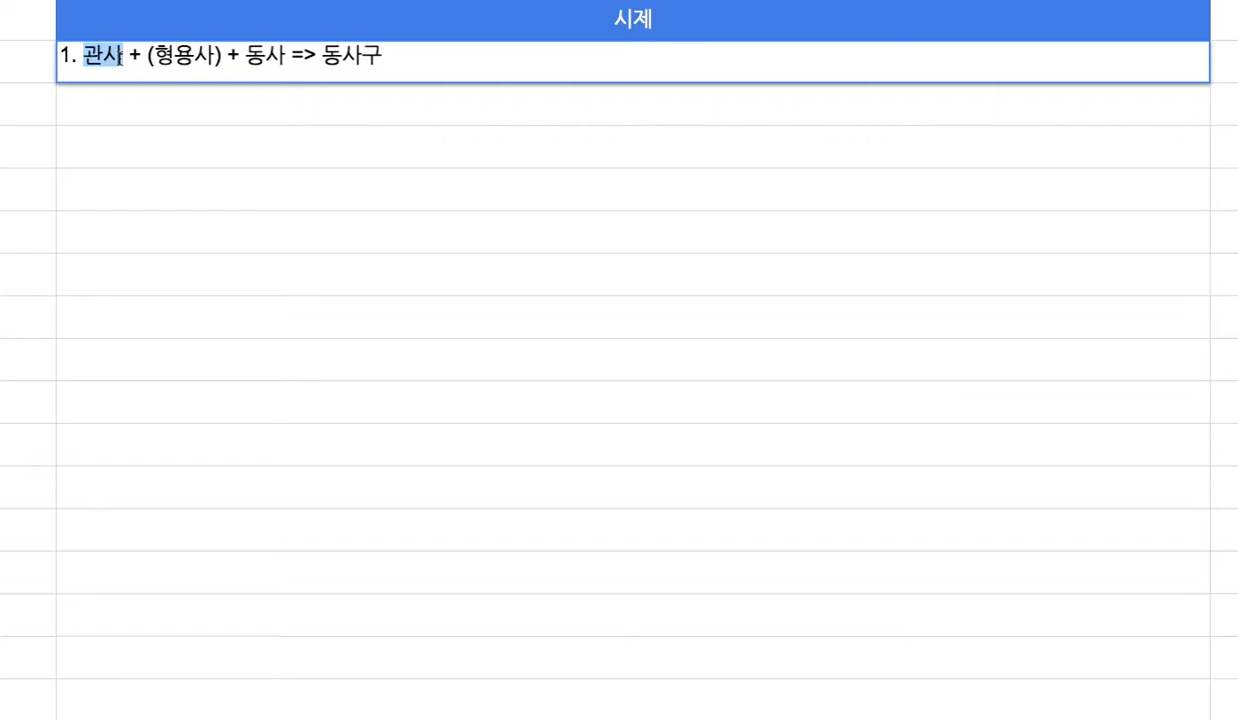 시제
1. 관사 + (형용사) + 동사 => 동사구